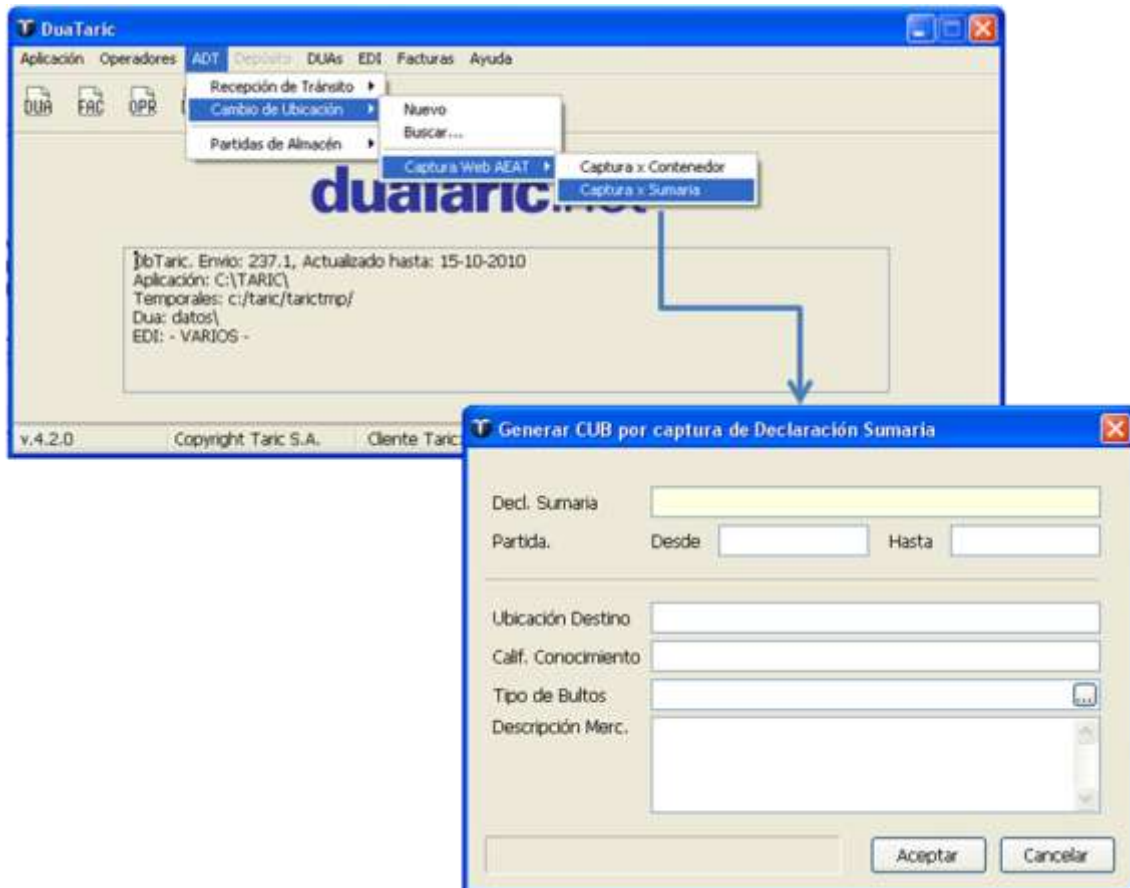 DuaTaric
Aplicación Operadores ADT Depósito DUAs EDI Facturas Ayuda
DUA FAC OPR
Recepción de Tránsito
Cambio de Ubicación
Partidas de Almacén
Nuevo
Buscar...
Captura Web AEAT
Captura x Contenedor
Captura x Sumaria
duataric.net
DbTaric. Envio: 237.1, Actualizado hasta: 15-10-2010
Aplicación: C:\TARIC\
Temporales: c:/taric/tarictmp/
Dua: datos\
EDI: - VARIOS -
v.4.2.0 Copyright Taric S.A. Cliente Taric:
Generar CUB por captura de Declaración Sumaria
Decl. Sumaria
Partida. Desde Hasta
Ubicación Destino
Calif. Conocimiento
Tipo de Bultos ...
Descripción Merc.
Aceptar Cancelar